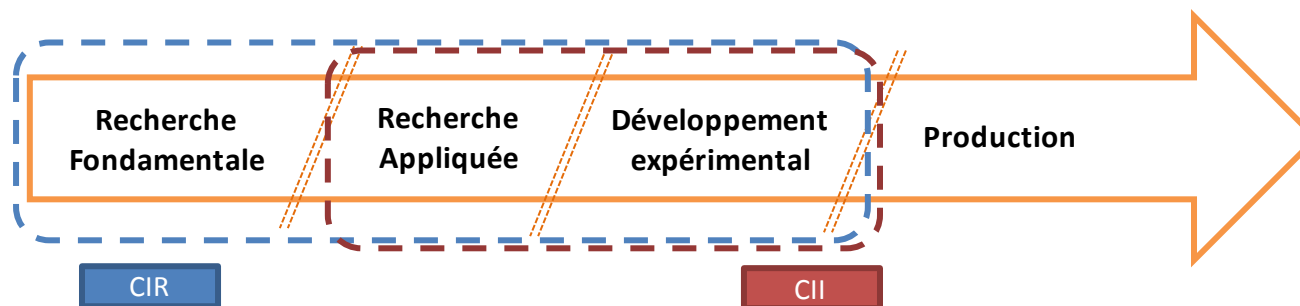 Recherche
Fondamentale
Recherche
Appliquée
Développement
expérimental
Production
CIR
CII